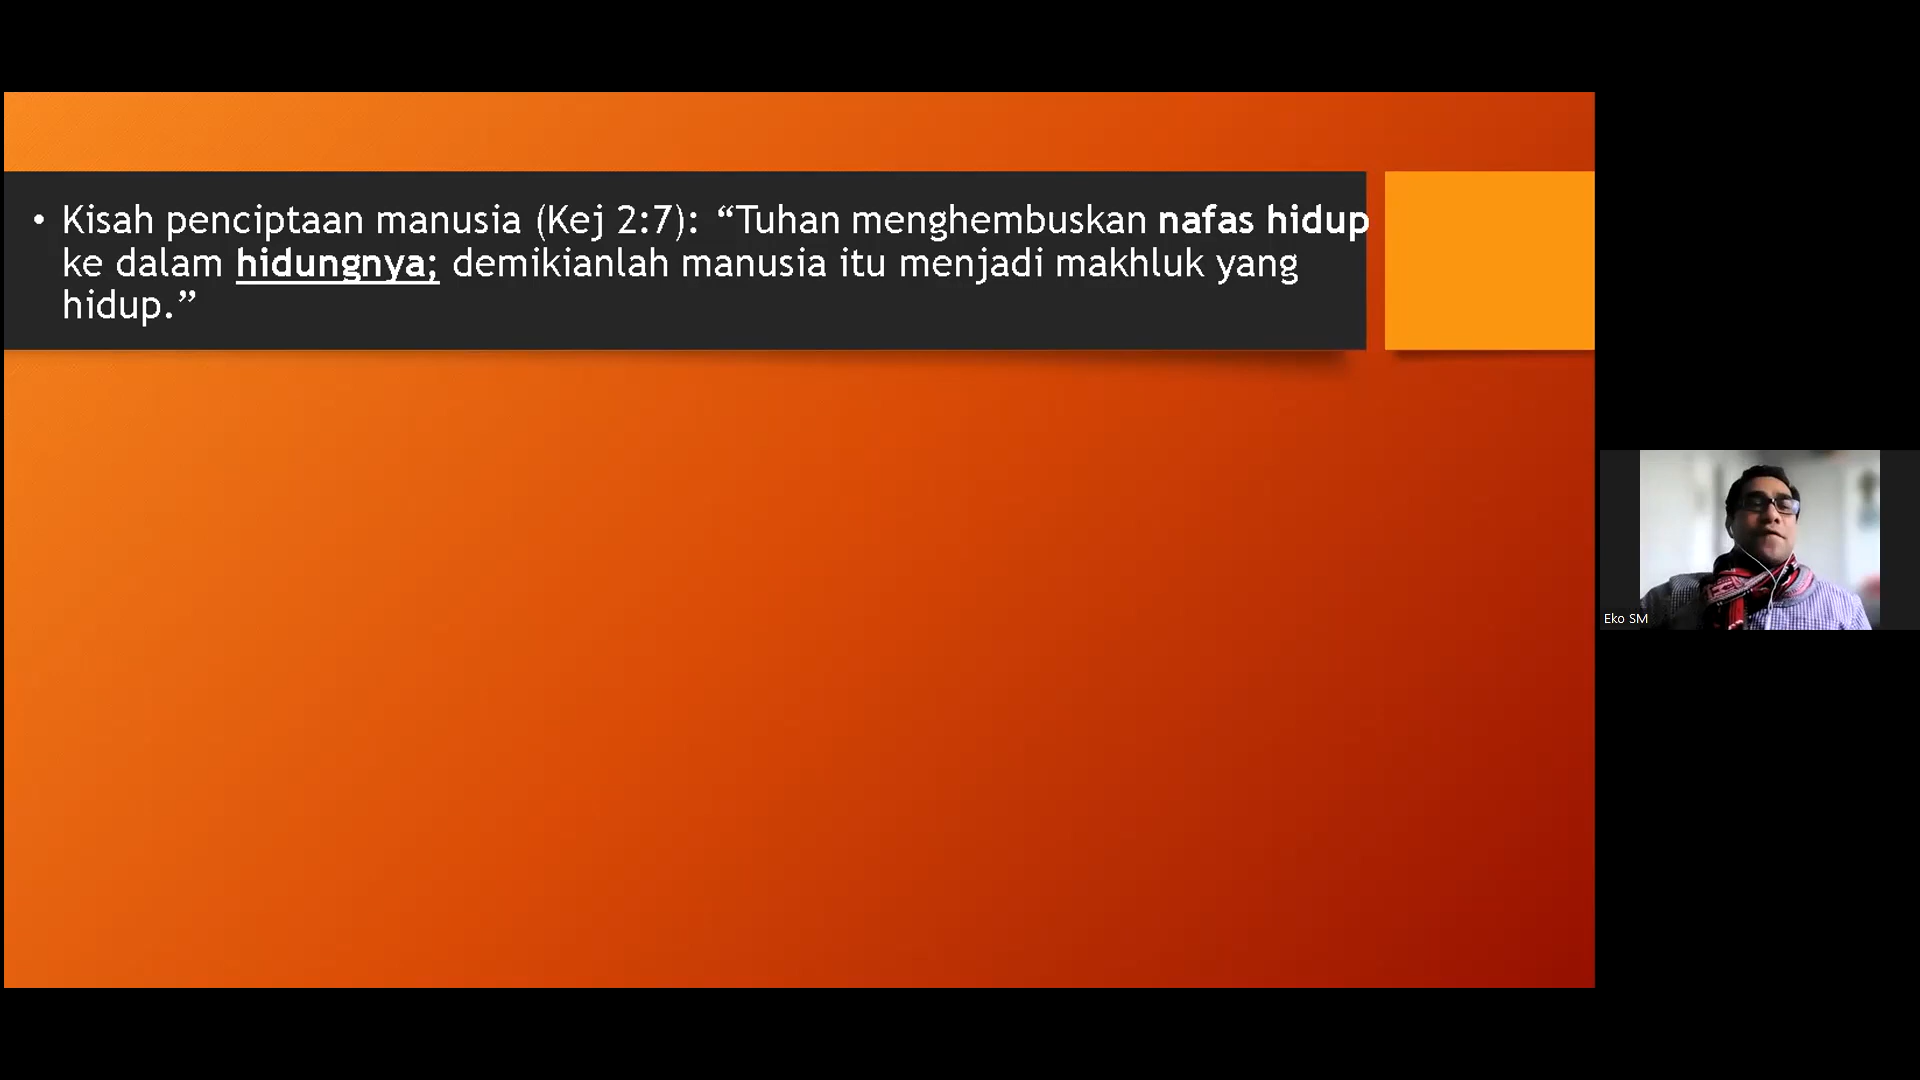 • Kisah penciptaan manusia (Kej 2:7): “Tuhan menghembuskan nafas hidup
ke dalam hidungnya; demikianlah manusia itu menjadi makhluk yang
hidup.”
Eko SM